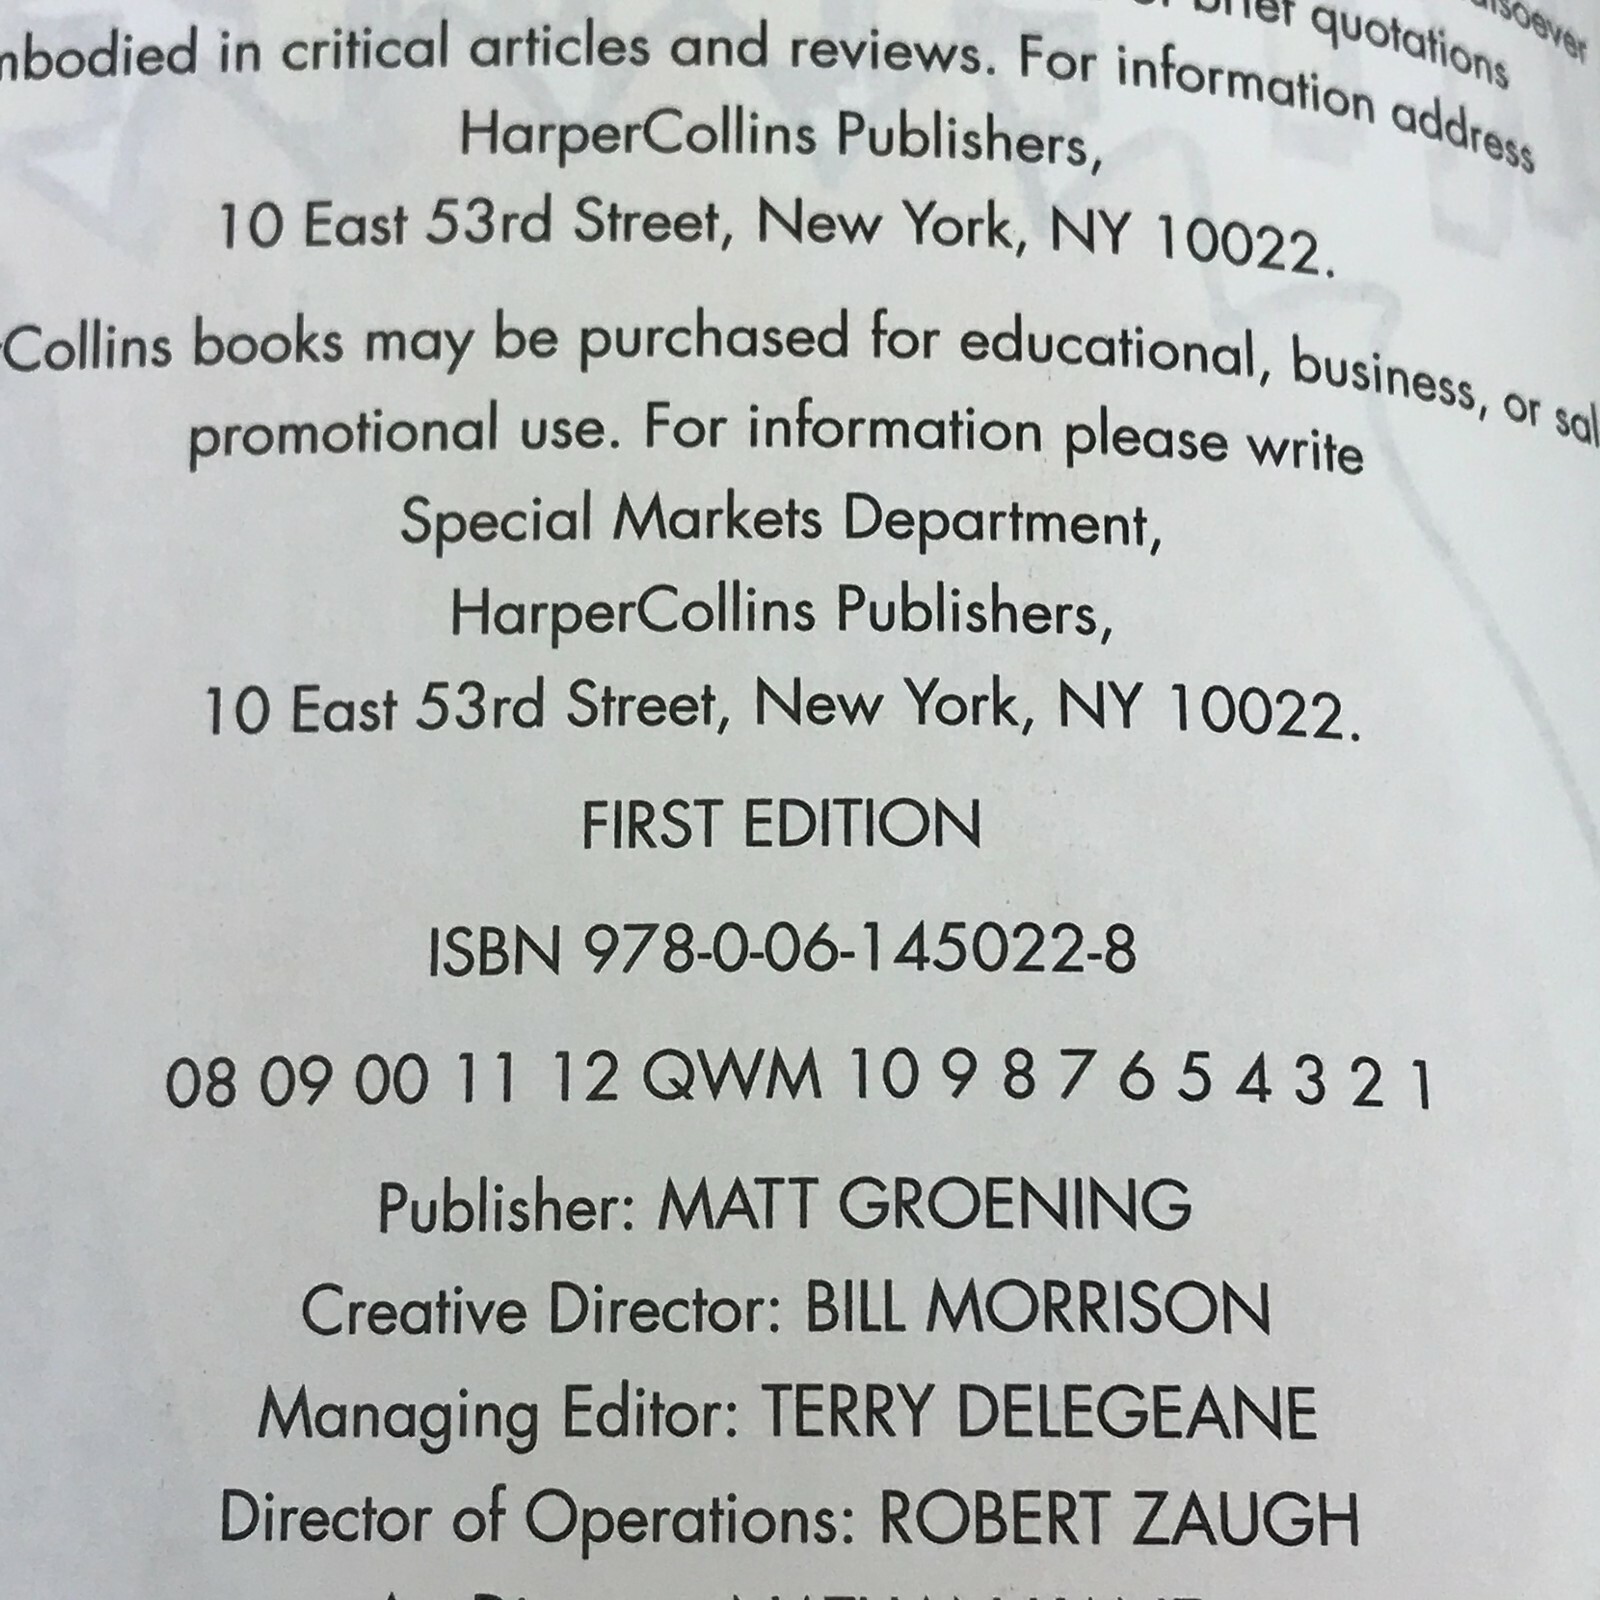 brief quotations
embodied in critical articles and reviews. For information address
HarperCollins Publishers,
10 East 53rd Street, New York, NY 10022.
Collins books may be purchased for educational, business, or sal
promotional use. For information please write
Special Markets Department,
HarperCollins Publishers,
10 East 53rd Street, New York, NY 10022.
FIRST EDITION
ISBN 978-0-06-145022-8
08 09 00 11 12 QWM 10 9 8 7 6 5 4 3 2 1
Publisher: MATT GROENING
Creative Director: BILL MORRISON
Managing Editor: TERRY DELEGEANE
Director of Operations: ROBERT ZAUGH